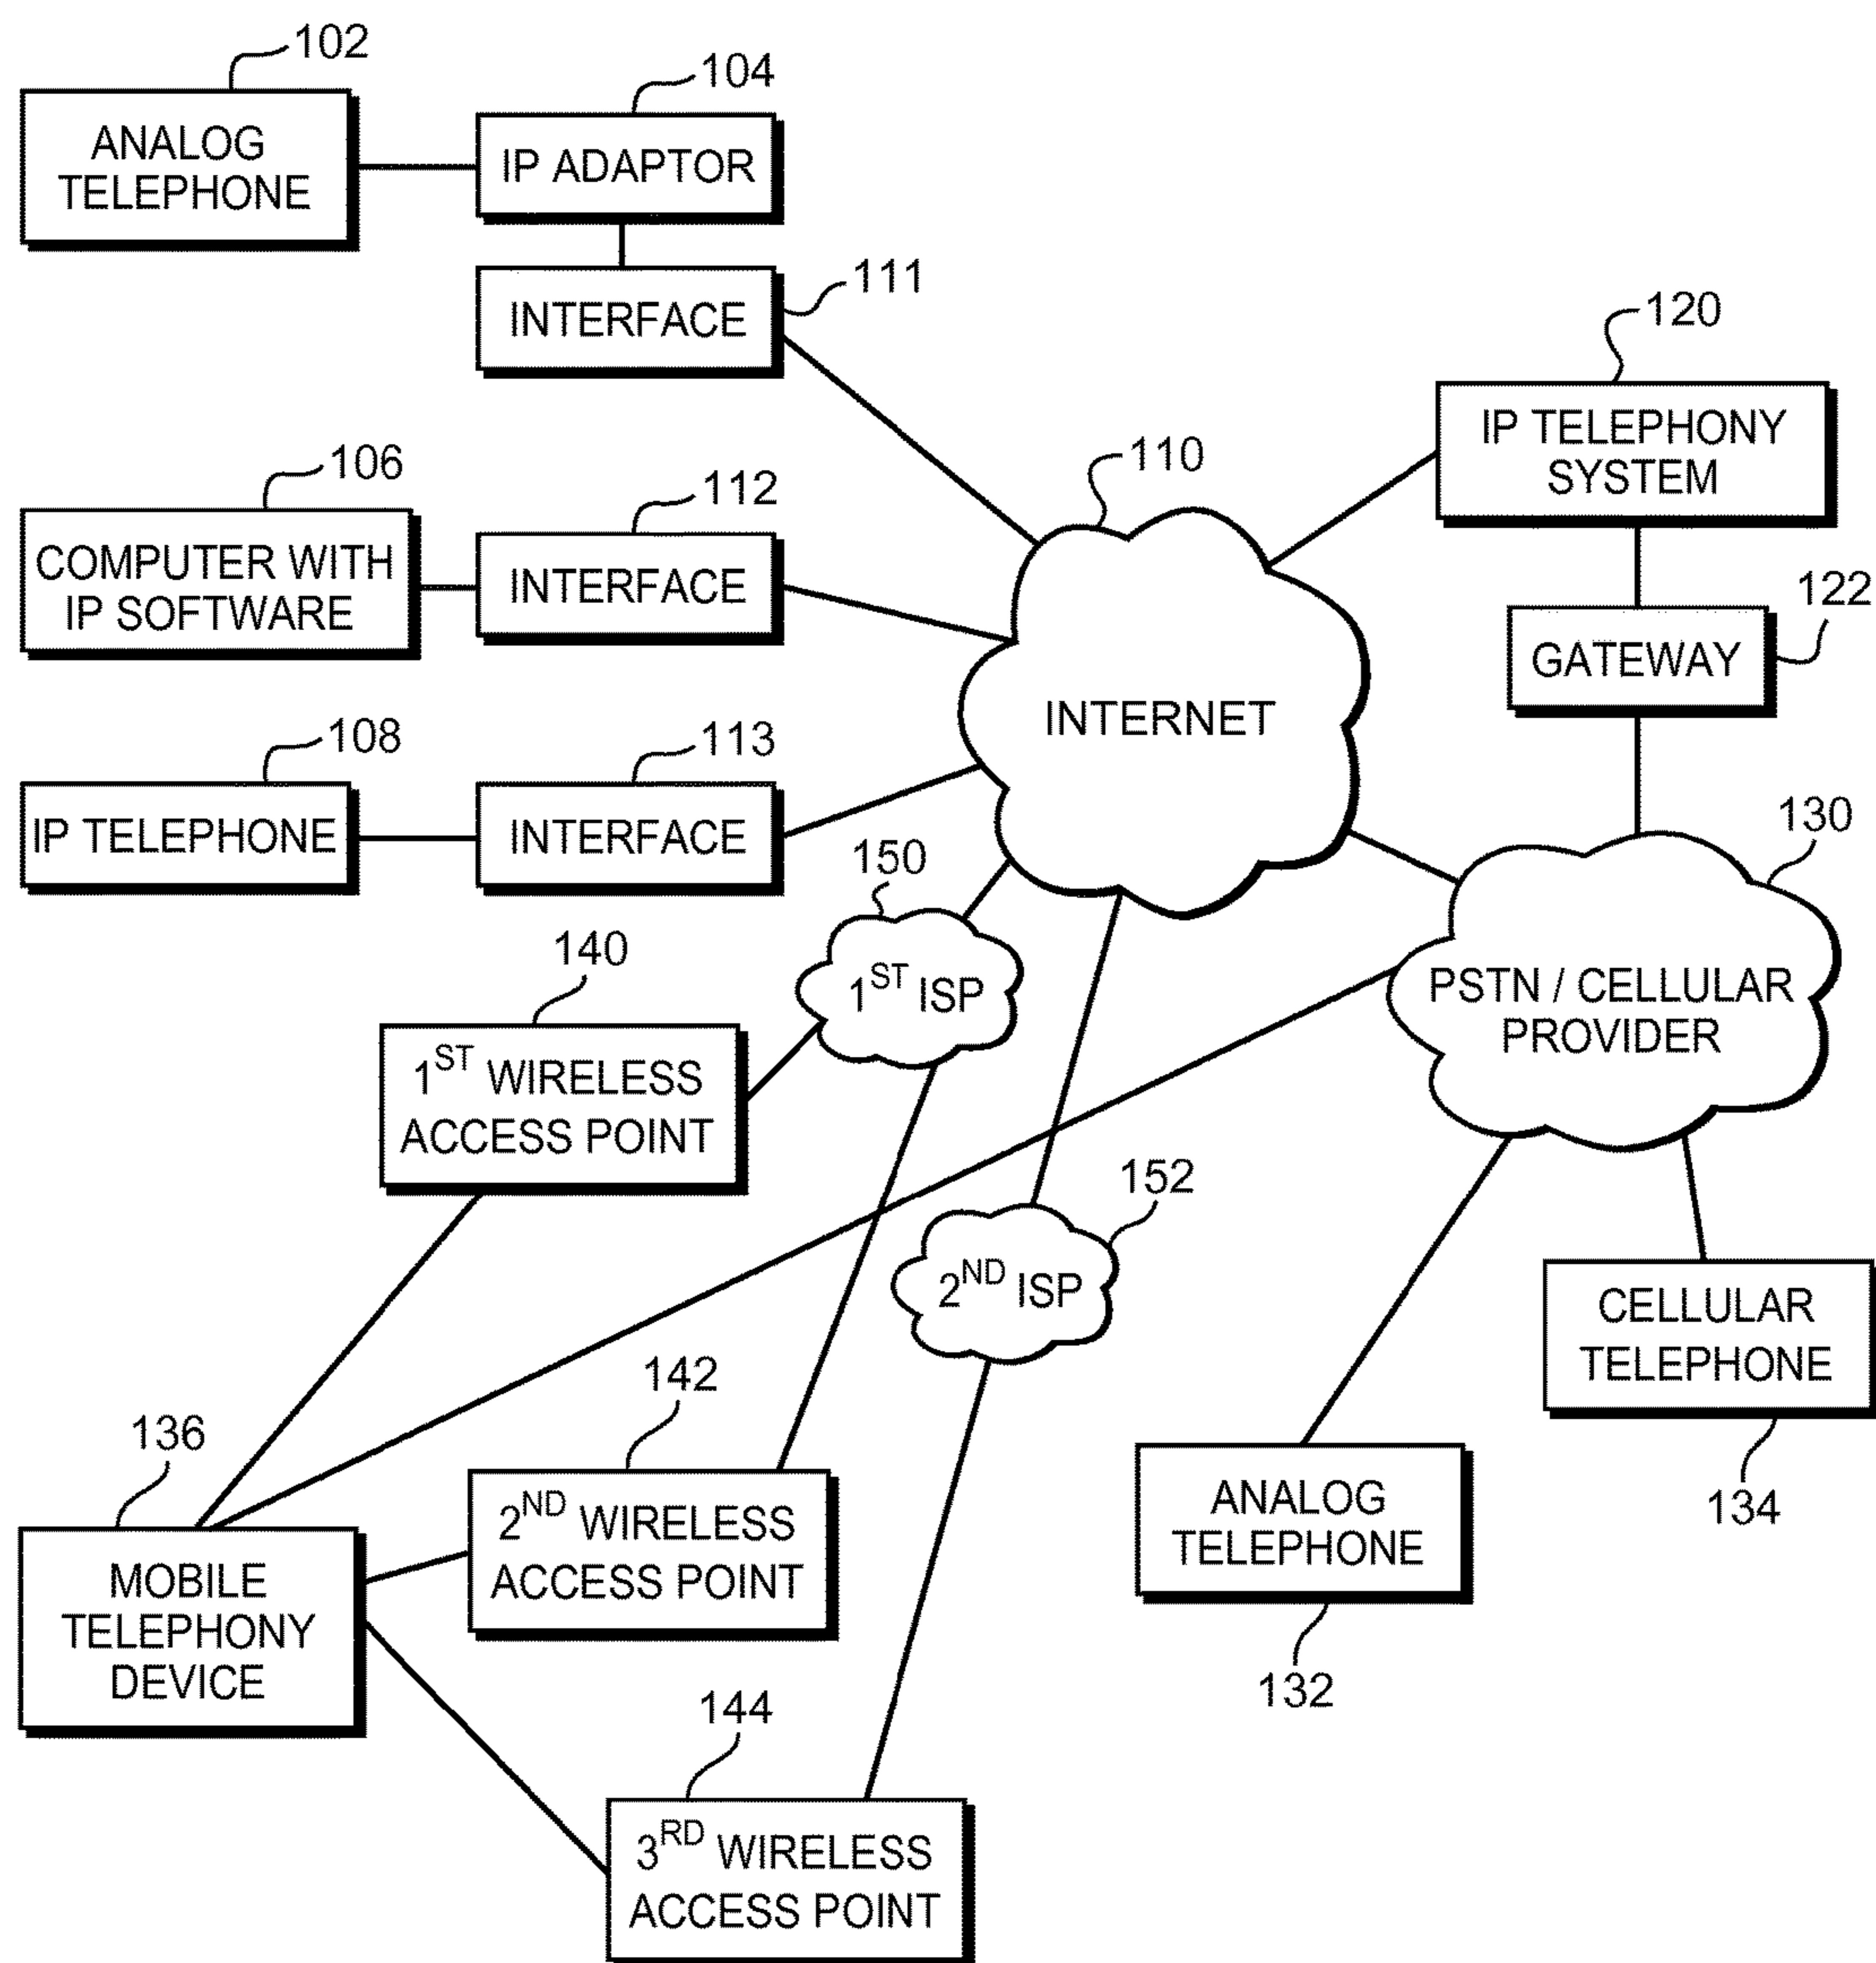 102
ANALOG
TELEPHONE
104
IP ADAPTOR
111
INTERFACE
120
IP TELEPHONY
SYSTEM
106
COMPUTER WITH
IP SOFTWARE
112
INTERFACE
110
INTERNET
122
GATEWAY
108
IP TELEPHONE
113
INTERFACE
150
1ST ISP
130
PSTN / CELLULAR
PROVIDER
140
1ST WIRELESS
ACCESS POINT
152
2ND ISP
CELLULAR
TELEPHONE
134
136
MOBILE
TELEPHONY
DEVICE
142
2ND WIRELESS
ACCESS POINT
ANALOG
TELEPHONE
132
144
3RD WIRELESS
ACCESS POINT